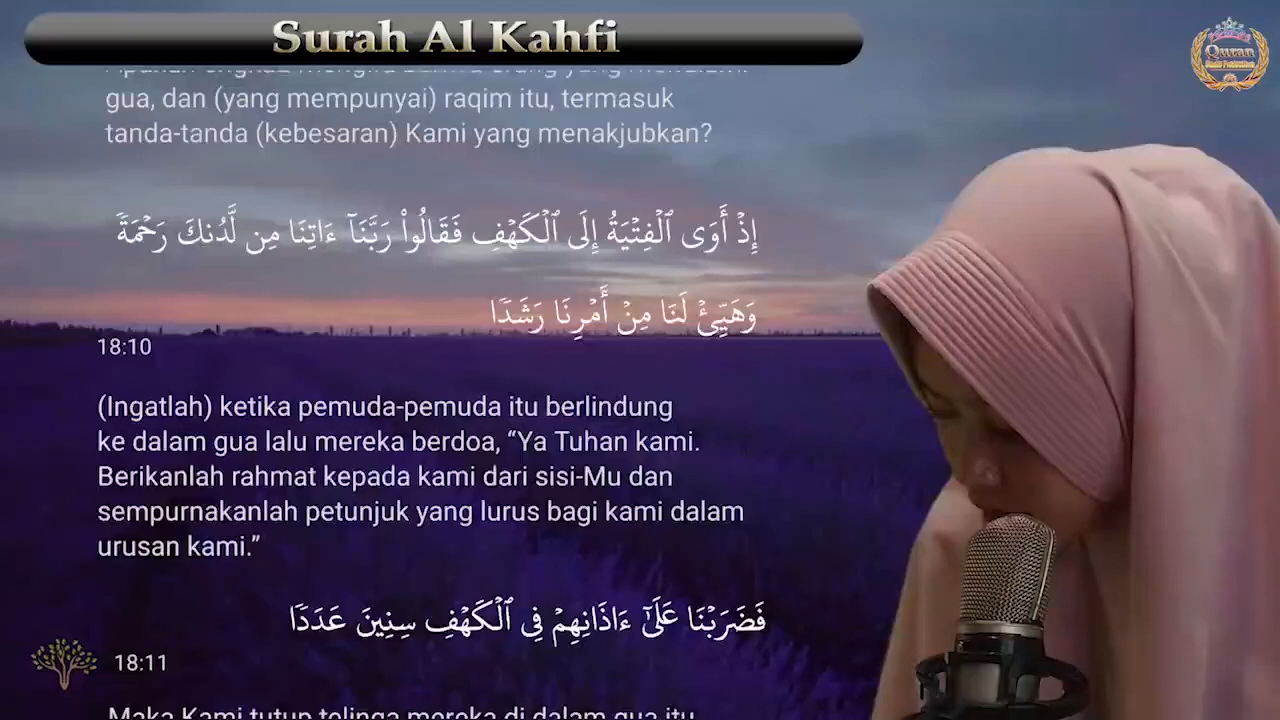 Surah Al Kahfi
Quran
gua, dan (yang mempunyai) raqim itu, termasuk
tanda-tanda (kebesaran) Kami yang menakjubkan?
إِذْ أَوَى ٱلْفِتْيَةُ إِلَى ٱلْكَهْفِ فَقَالُوا۟ رَبَّنَآ ءَاتِنَا مِن لَّدُنكَ رَحْمَةً
وَهَيِّئْ لَنَا مِنْ أَمْرِنَا رَشَدًا
18:10
(Ingatlah) ketika pemuda-pemuda itu berlindung
ke dalam gua lalu mereka berdoa, “Ya Tuhan kami.
Berikanlah rahmat kepada kami dari sisi-Mu dan
sempurnakanlah petunjuk yang lurus bagi kami dalam
urusan kami.”
فَضَرَبْنَا عَلَىٰٓ ءَاذَانِهِمْ فِى ٱلْكَهْفِ سِنِينَ عَدَدًا
18:11
Maka Kami tutup telinga mereka di dalam gua itu